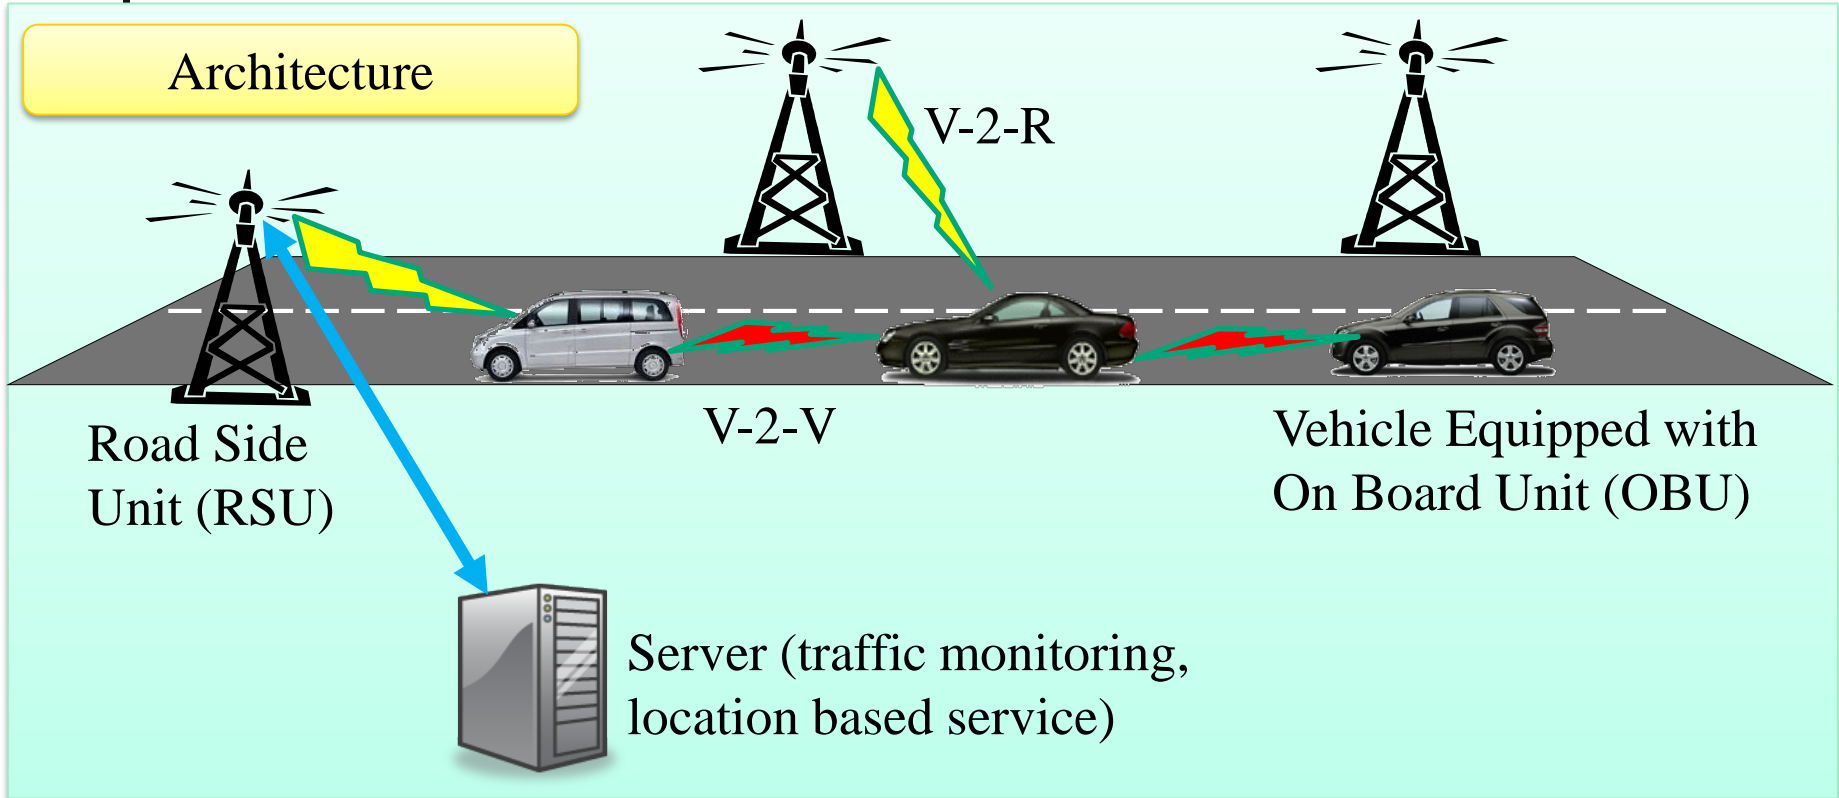 Architecture
V-2-R
V-2-V
Road Side
Unit (RSU)
Vehicle Equipped with
On Board Unit (OBU)
Server (traffic monitoring,
location based service)